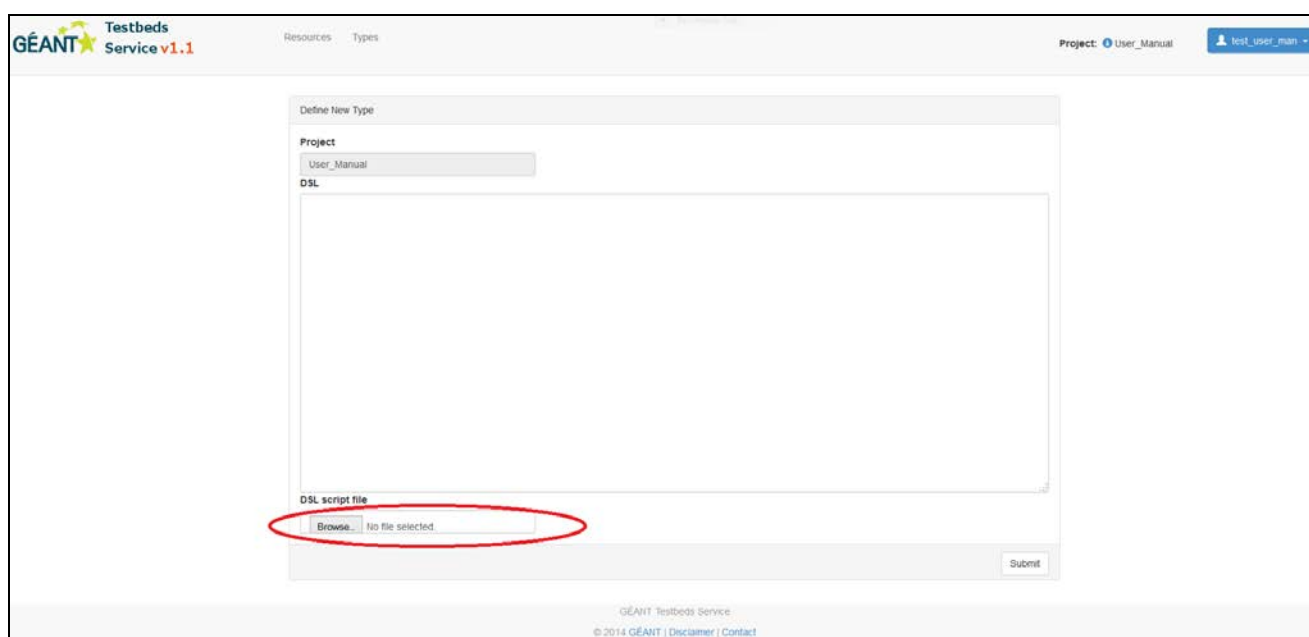 GÉANT
Testbeds
Service v1.1
Resources Types
Project: User_Manual
test_user_man
Define New Type
Project
User_Manual
DSL
DSL script file
Browse.. No file selected.
Submit
GÉANT Testbeds Service
© 2014 GÉANT | Disclaimer | Contact